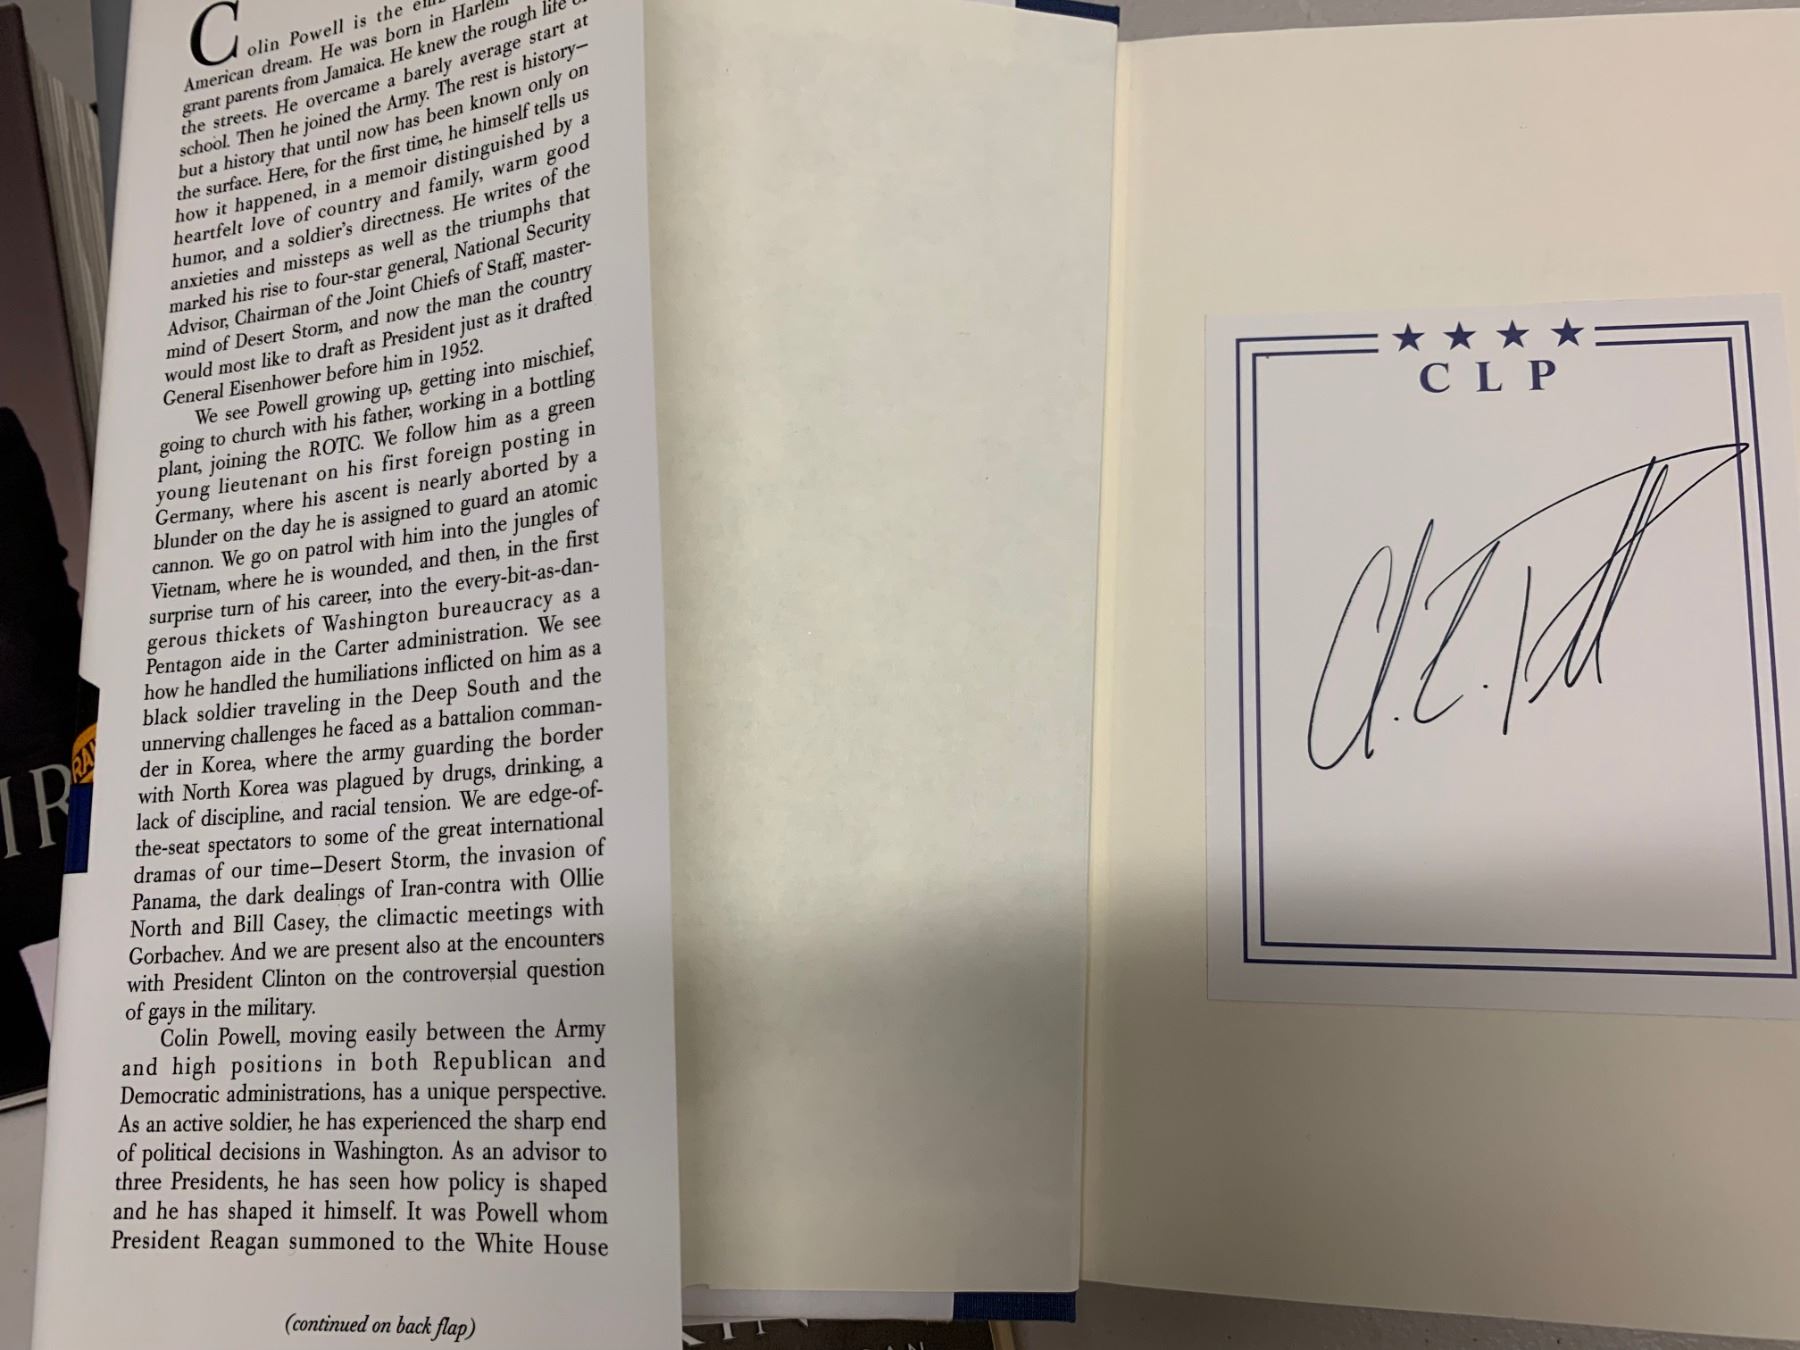 Colin Powell is the
American dream. He was born in Harlem
grant parents from Jamaica. He knew the rough life
the streets. He overcame a barely average start at
school. Then he joined the Army. The rest is history—
but a history that until now has been known only on
the surface. Here, for the first time, he himself tells us
how it happened, in a memoir distinguished by a
heartfelt love of country and family, warm good
humor, and a soldier's directness. He writes of the
anxieties and missteps as well as the triumphs that
marked his rise to four-star general, National Security
Advisor, Chairman of the Joint Chiefs of Staff, master-
mind of Desert Storm, and now the man the country
would most like to draft as President just as it drafted
General Eisenhower before him in 1952.
We see Powell growing up, getting into mischief,
going to church with his father, working in a bottling
plant, joining the ROTC. We follow him as a green
young lieutenant on his first foreign posting in
Germany, where his ascent is nearly aborted by a
blunder on the day he is assigned to guard an atomic
cannon. We go on patrol with him into the jungles of
Vietnam, where he is wounded, and then, in the first
surprise turn of his career, into the every-bit-as-dan-
gerous thickets of Washington bureaucracy as a
Pentagon aide in the Carter administration. We see
how he handled the humiliations inflicted on him as a
black soldier traveling in the Deep South and the
unnerving challenges he faced as a battalion comman-
der in Korea, where the army guarding the border
with North Korea was plagued by drugs, drinking, a
lack of discipline, and racial tension. We are edge-of-
the-seat spectators to some of the great international
dramas of our time—Desert Storm, the invasion of
Panama, the dark dealings of Iran-contra with Ollie
North and Bill Casey, the climactic meetings with
Gorbachev. And we are present also at the encounters
with President Clinton on the controversial question
of gays in the military.
Colin Powell, moving easily between the Army
and high positions in both Republican and
Democratic administrations, has a unique perspective.
As an active soldier, he has experienced the sharp end
of political decisions in Washington. As an advisor to
three Presidents, he has seen how policy is shaped
and he has shaped it himself. It was Powell whom
President Reagan summoned to the White House
(continued on back flap)
CLP